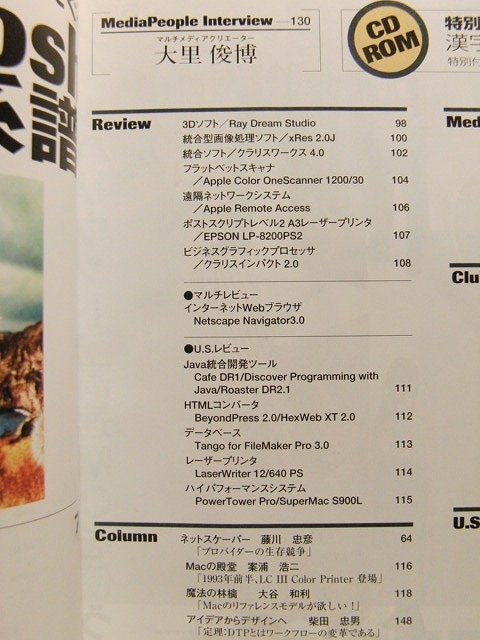 MediaPeople Interview—130
マルチメディアクリエーター
大里 俊博
CD
ROM
特別
漢字
特別付
Review
3Dソフト／Ray Dream Studio 98
統合型画像処理ソフト／xRes 2.0J 100
統合ソフト／クラリスワークス 4.0 102
フラットベットスキャナ
／Apple Color OneScanner 1200/30 104
遠隔ネットワークシステム
／Apple Remote Access 106
ポストスクリプトレベル2 A3レーザープリンタ
／EPSON LP-8200PS2 107
ビジネスグラフィックプロセッサ
／クラリスインパクト 2.0 108
●マルチレビュー
インターネットWebブラウザ
Netscape Navigator3.0
●U.S.レビュー
Java統合開発ツール
Cafe DR1/Discover Programming with
Java/Roaster DR2.1 111
HTMLコンバータ
BeyondPress 2.0/HexWeb XT 2.0 112
データベース
Tango for FileMaker Pro 3.0 113
レーザープリンタ
LaserWriter 12/640 PS 114
ハイパフォーマンスシステム
PowerTower Pro/SuperMac S900L 115
Column
ネットスケーパー 藤川 忠彦 64
「プロバイダーの生存競争」
Macの殿堂 案浦 浩二 116
「1993年前半、LC III Color Printer 登場」
魔法の林檎 大谷 和利 118
「Macのリファレンスモデルが欲しい！」
アイデアからデザインへ 柴田 忠男 148
「定理：DTPとはワークフローの変革である」
Med
Clu
U.S